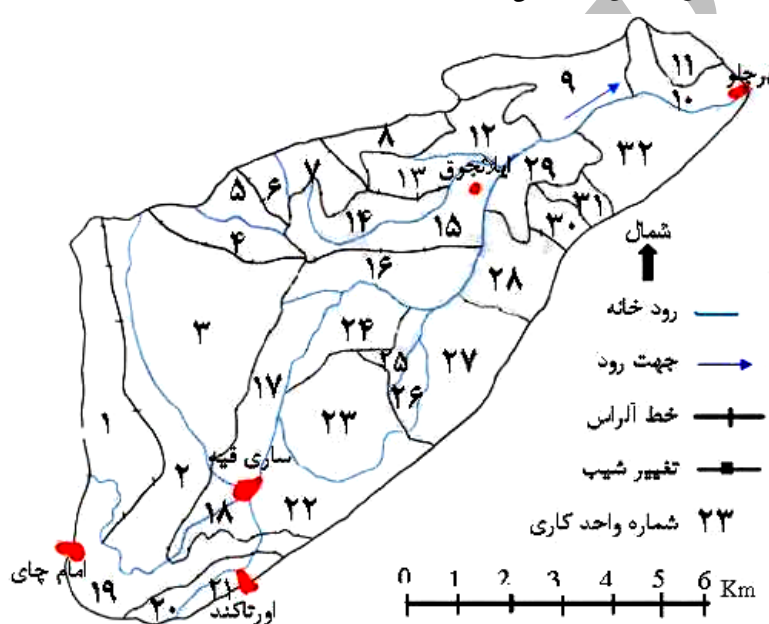 ۱۱
۹
۱۰
۸
۱۲
۳۲
۷
۲۹
۱۳
ایلانجوق
۵
۶
۳۱
۱۴
۳۰
۱۵
۴
شمال
۱۶
۲۸
رود خانه
۳
۲۴
۲۵
۲۷
جهت رود
۱۷
۲۶
۱
۲۳
خط آلراس
ساری قیه
۲
تغییر شیب
۱۸
۲۲
۲۳ شماره واحد کاری
امام چای
۱۹
۲۱
۲۰
اورتاکند
0 1 2 3 4 5 6 Km